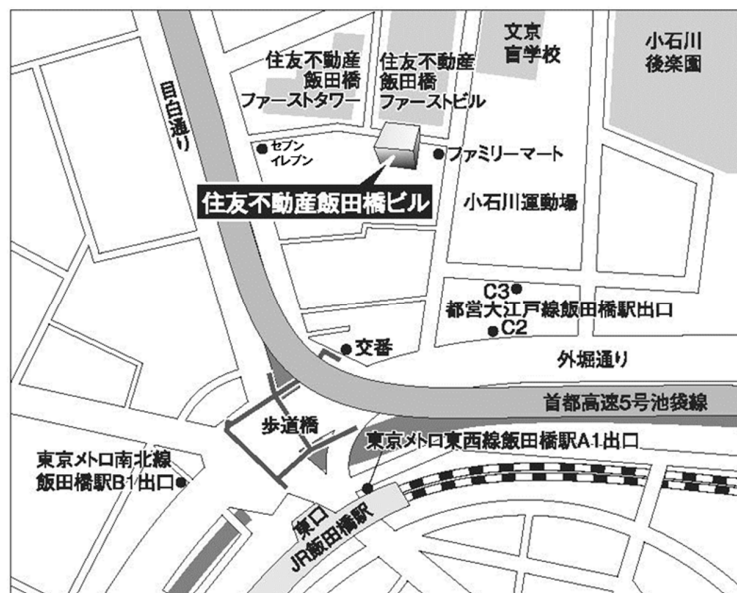 住友不動産
飯田橋
ファーストタワー
住友不動産
飯田橋
ファーストビル
文京
盲学校
小石川
後楽園
目白通り
セブン
イレブン
ファミリーマート
住友不動産飯田橋ビル
小石川運動場
C3
都営大江戸線飯田橋駅出口
C2
交番
外堀通り
首都高速5号池袋線
歩道橋
東京メトロ東西線飯田橋駅A1出口
東京メトロ南北線
飯田橋駅B1出口
東口
JR飯田橋駅